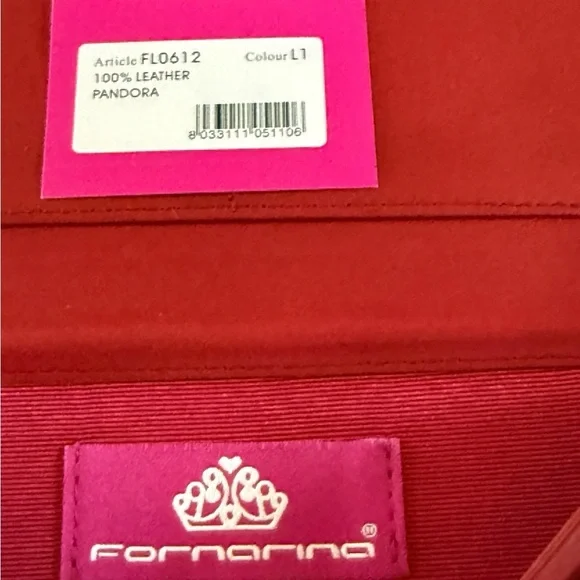 Article FL0612 Colour L1
100% LEATHER
PANDORA
8 033111 051106
Fornarina ®